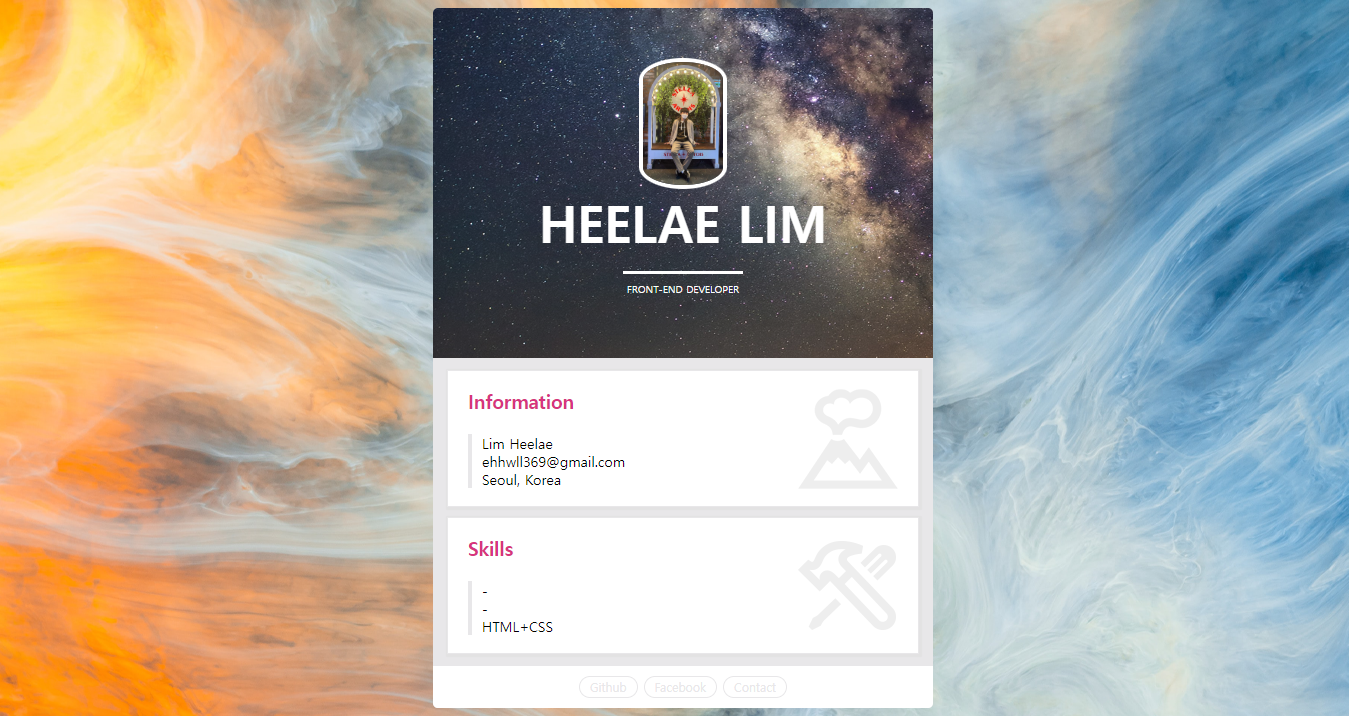 HEELAE LIM
FRONT-END DEVELOPER
Information
Lim Heelae
ehhwll369@gmail.com
Seoul, Korea
Skills
-
-
HTML+CSS
Github
Facebook
Contact